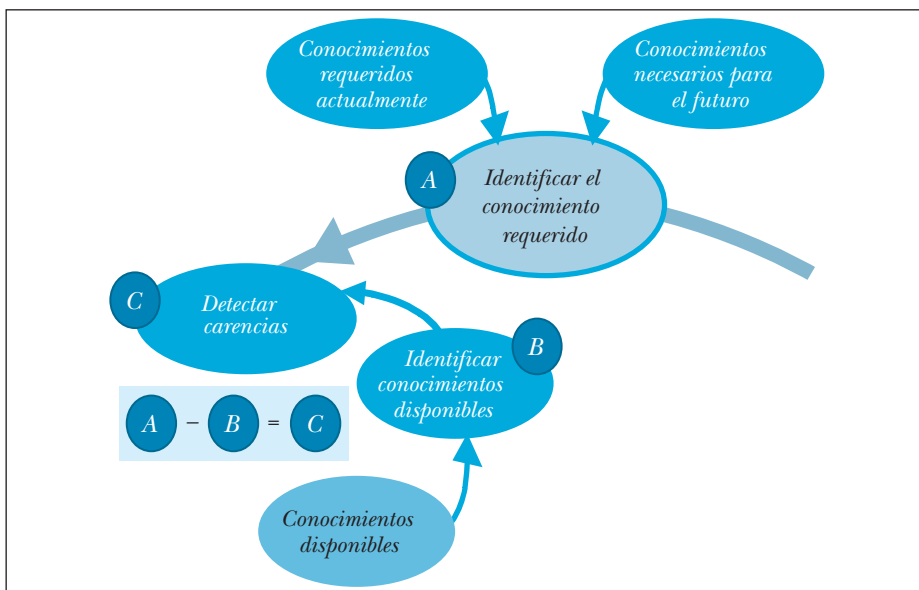 Conocimientos
requeridos
actualmente
Conocimientos
necesarios para
el futuro
A
Identificar el
conocimiento
requerido
C
Detectar
carencias
B
Identificar
conocimientos
disponibles
A – B = C
Conocimientos
disponibles